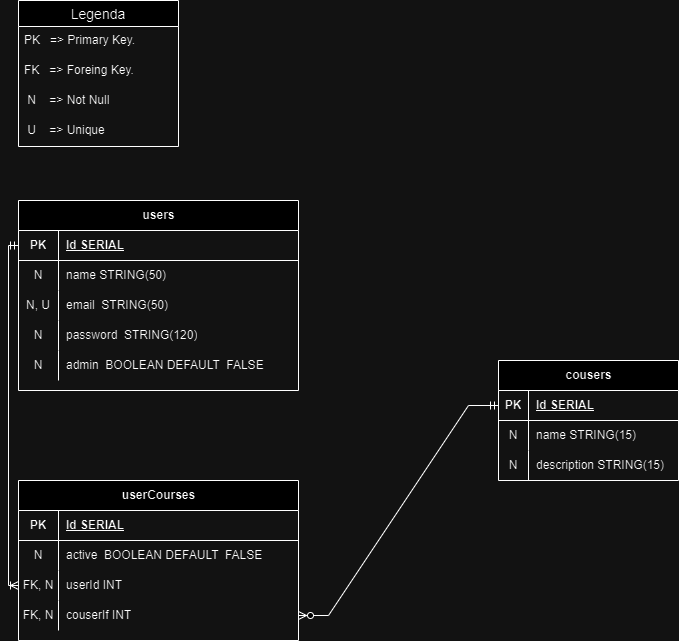 Legenda
PK => Primary Key.
FK => Foreing Key.
N => Not Null
U => Unique
users
PK Id SERIAL
N name STRING(50)
N, U email STRING(50)
N password STRING(120)
N admin BOOLEAN DEFAULT FALSE
cousers
PK Id SERIAL
N name STRING(15)
N description STRING(15)
userCourses
PK Id SERIAL
N active BOOLEAN DEFAULT FALSE
FK, N userId INT
FK, N couserIf INT